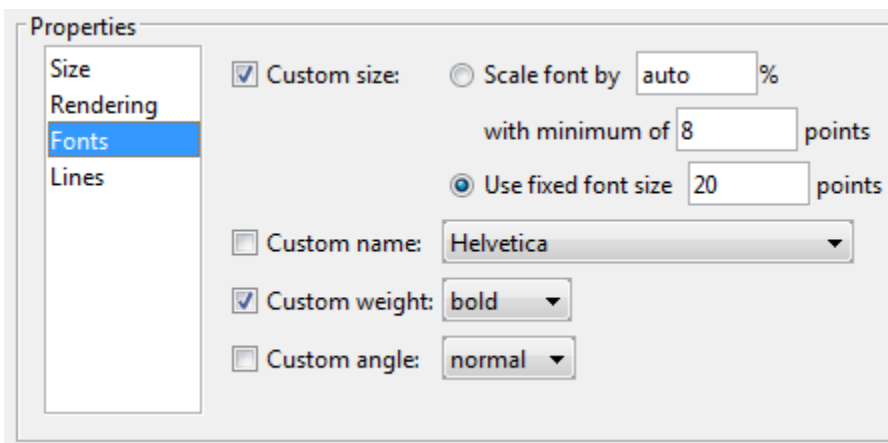 Properties
Size
Rendering
Fonts
Lines
Custom size:
Scale font by auto %
with minimum of 8 points
Use fixed font size 20 points
Custom name: Helvetica
Custom weight: bold
Custom angle: normal